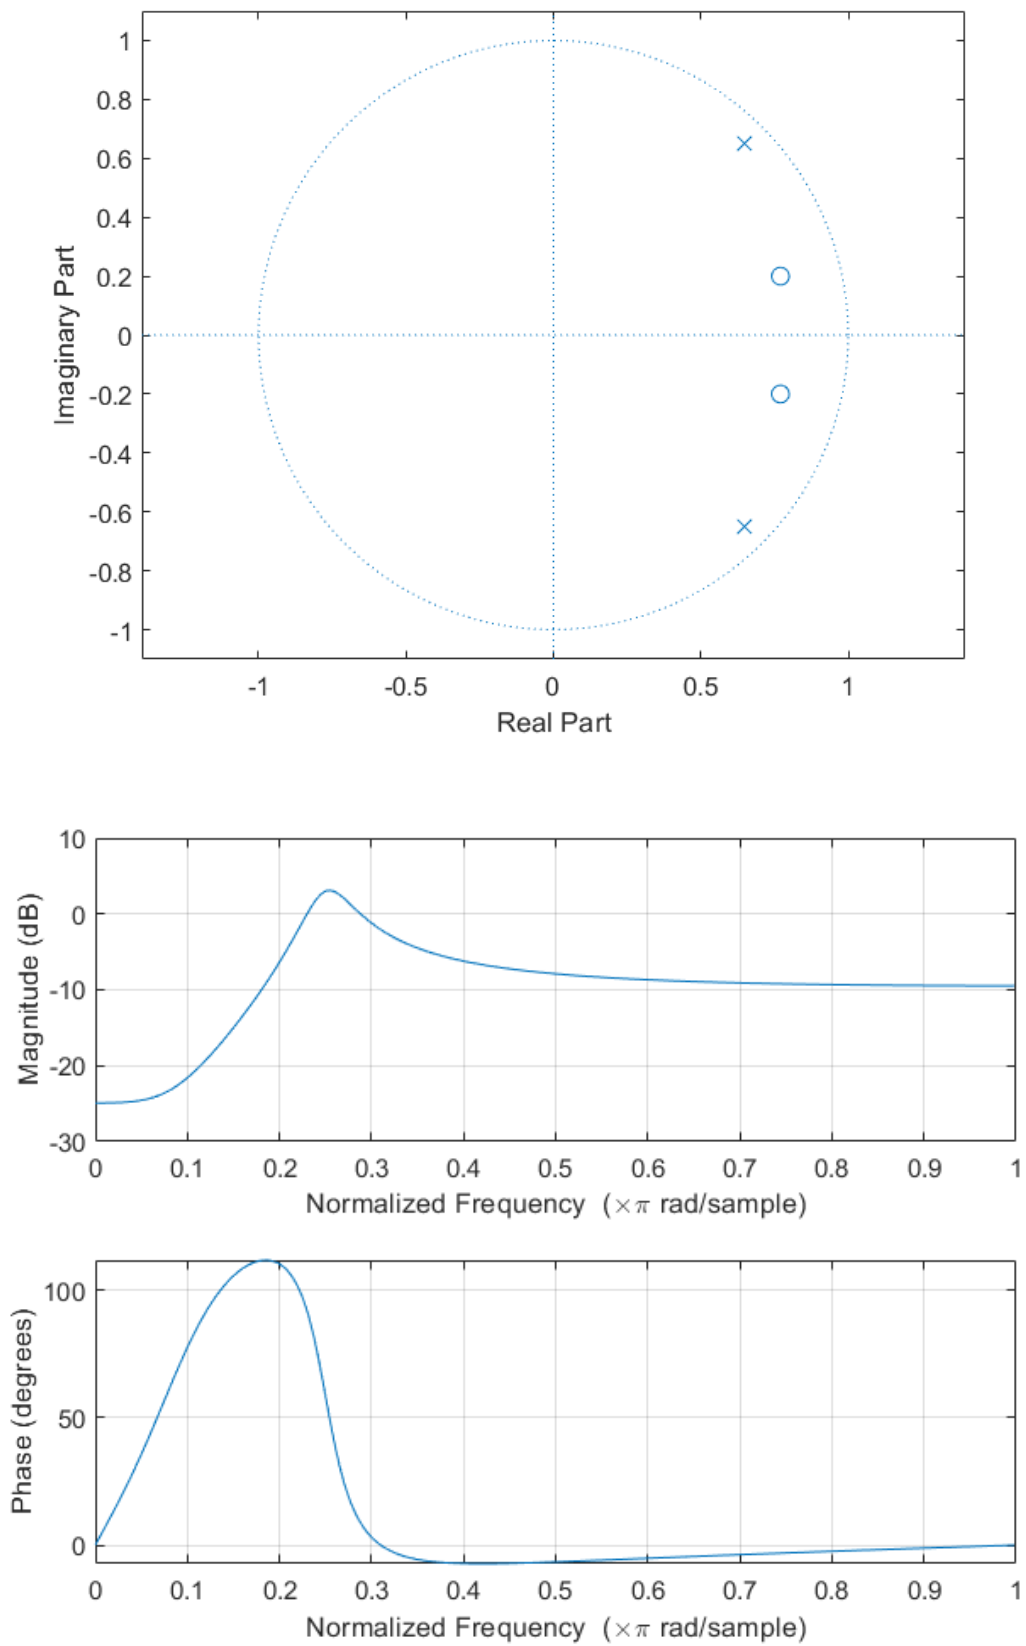 1
0.8
0.6
0.4
0.2
0
-0.2
-0.4
-0.6
-0.8
-1
Imaginary Part
-1 -0.5 0 0.5 1
Real Part
10
0
-10
-20
-30
Magnitude (dB)
0 0.1 0.2 0.3 0.4 0.5 0.6 0.7 0.8 0.9 1
Normalized Frequency (×π rad/sample)
100
50
0
Phase (degrees)
0 0.1 0.2 0.3 0.4 0.5 0.6 0.7 0.8 0.9 1
Normalized Frequency (×π rad/sample)